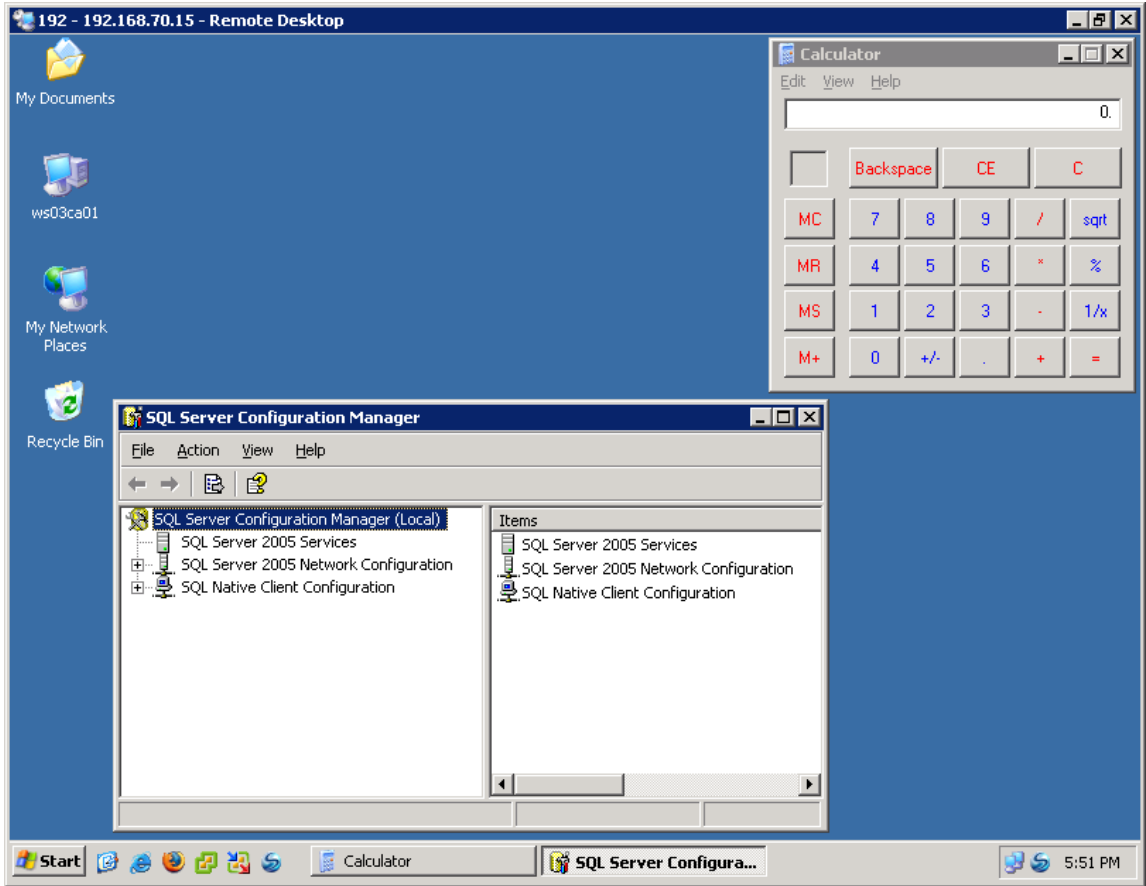 192 - 192.168.70.15 - Remote Desktop
My Documents
ws03ca01
My Network
Places
Recycle Bin
Calculator
Edit View Help
0.
Backspace CE C
MC 7 8 9 / sqrt
MR 4 5 6 * %
MS 1 2 3 - 1/x
M+ 0 +/- . + =
SQL Server Configuration Manager
File Action View Help
SQL Server Configuration Manager (Local)
SQL Server 2005 Services
SQL Server 2005 Network Configuration
SQL Native Client Configuration
Items
SQL Server 2005 Services
SQL Server 2005 Network Configuration
SQL Native Client Configuration
Start
Calculator
SQL Server Configura...
5:51 PM